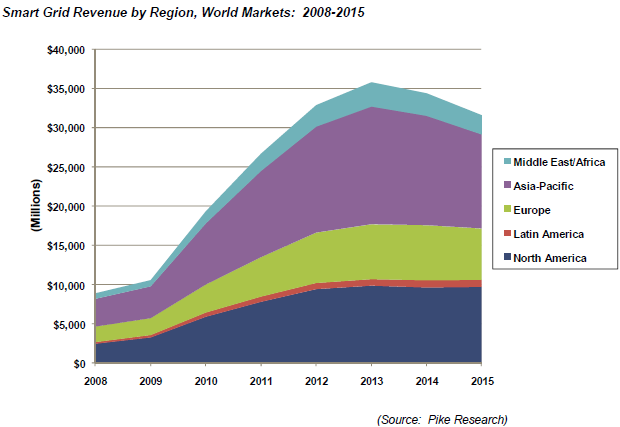 Smart Grid Revenue by Region, World Markets: 2008-2015
$40,000
$35,000
$30,000
$25,000
$20,000
$15,000
$10,000
$5,000
$0
(Millions)
2008 2009 2010 2011 2012 2013 2014 2015
Middle East/Africa
Asia-Pacific
Europe
Latin America
North America
(Source: Pike Research)